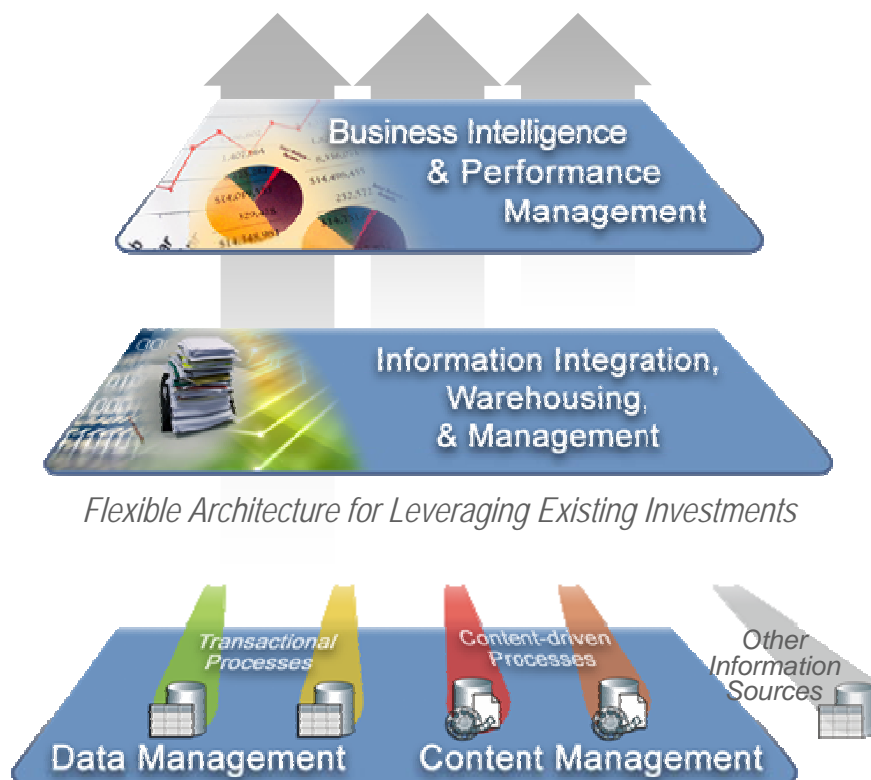 Business Intelligence
& Performance
Management
Information Integration,
Warehousing,
& Management
Flexible Architecture for Leveraging Existing Investments
Transactional
Processes
Content-driven
Processes
Other
Information
Sources
Data Management
Content Management